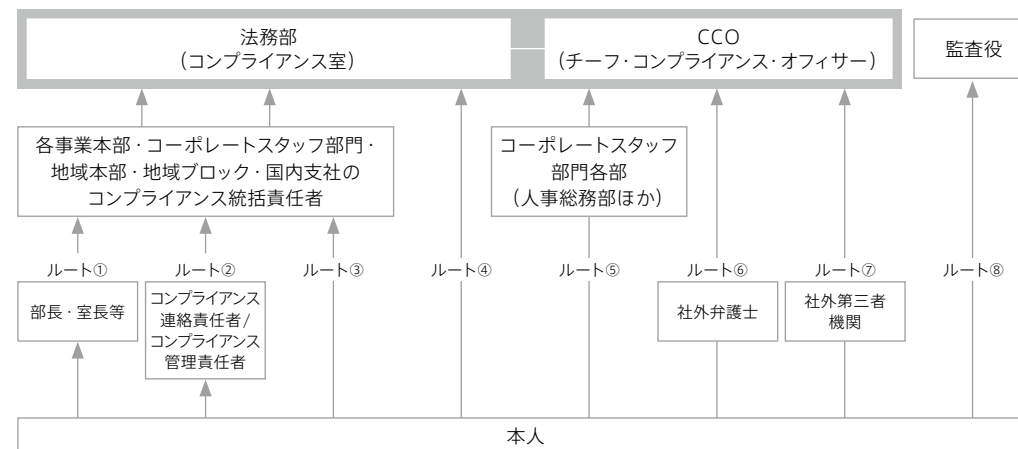 法務部
（コンプライアンス室）
CCO
（チーフ・コンプライアンス・オフィサー）
監査役
各事業本部・コーポレートスタッフ部門・
地域本部・地域ブロック・国内支社の
コンプライアンス統括責任者
コーポレートスタッフ
部門各部
（人事総務部ほか）
ルート①
ルート②
ルート③
ルート④
ルート⑤
ルート⑥
ルート⑦
ルート⑧
部長・室長等
コンプライアンス
連絡責任者/
コンプライアンス
管理責任者
社外弁護士
社外第三者
機関
本人